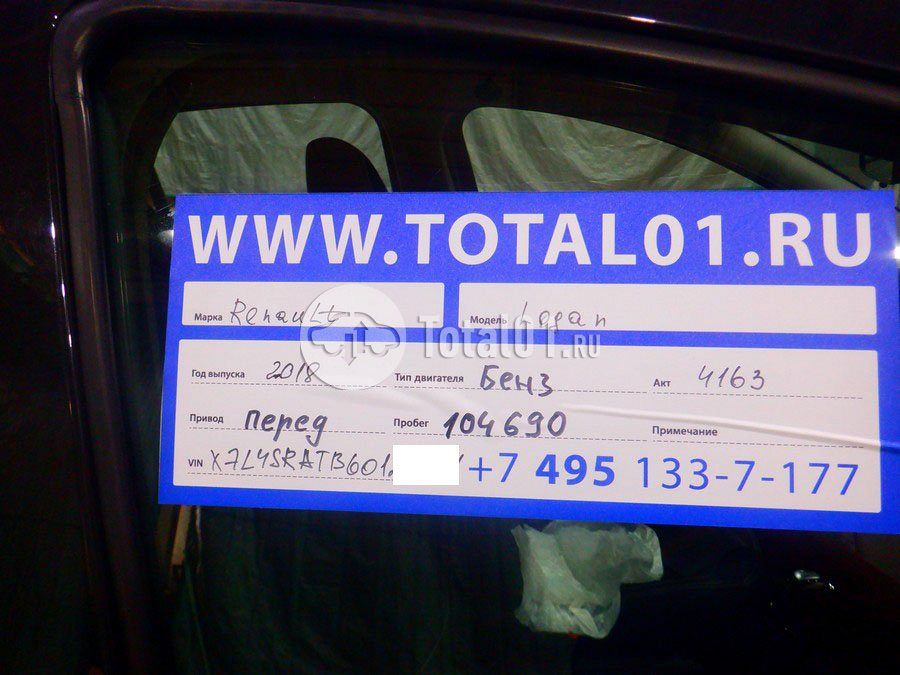 WWW.TOTAL01.RU
Марка Renault Модель Logan
Total01.RU
Год выпуска 2018 Тип двигателя Бенз Акт 4163
Привод Перед Пробег 104690 Примечание
VIN X7L4SRATB601 +7 495 133-7-177